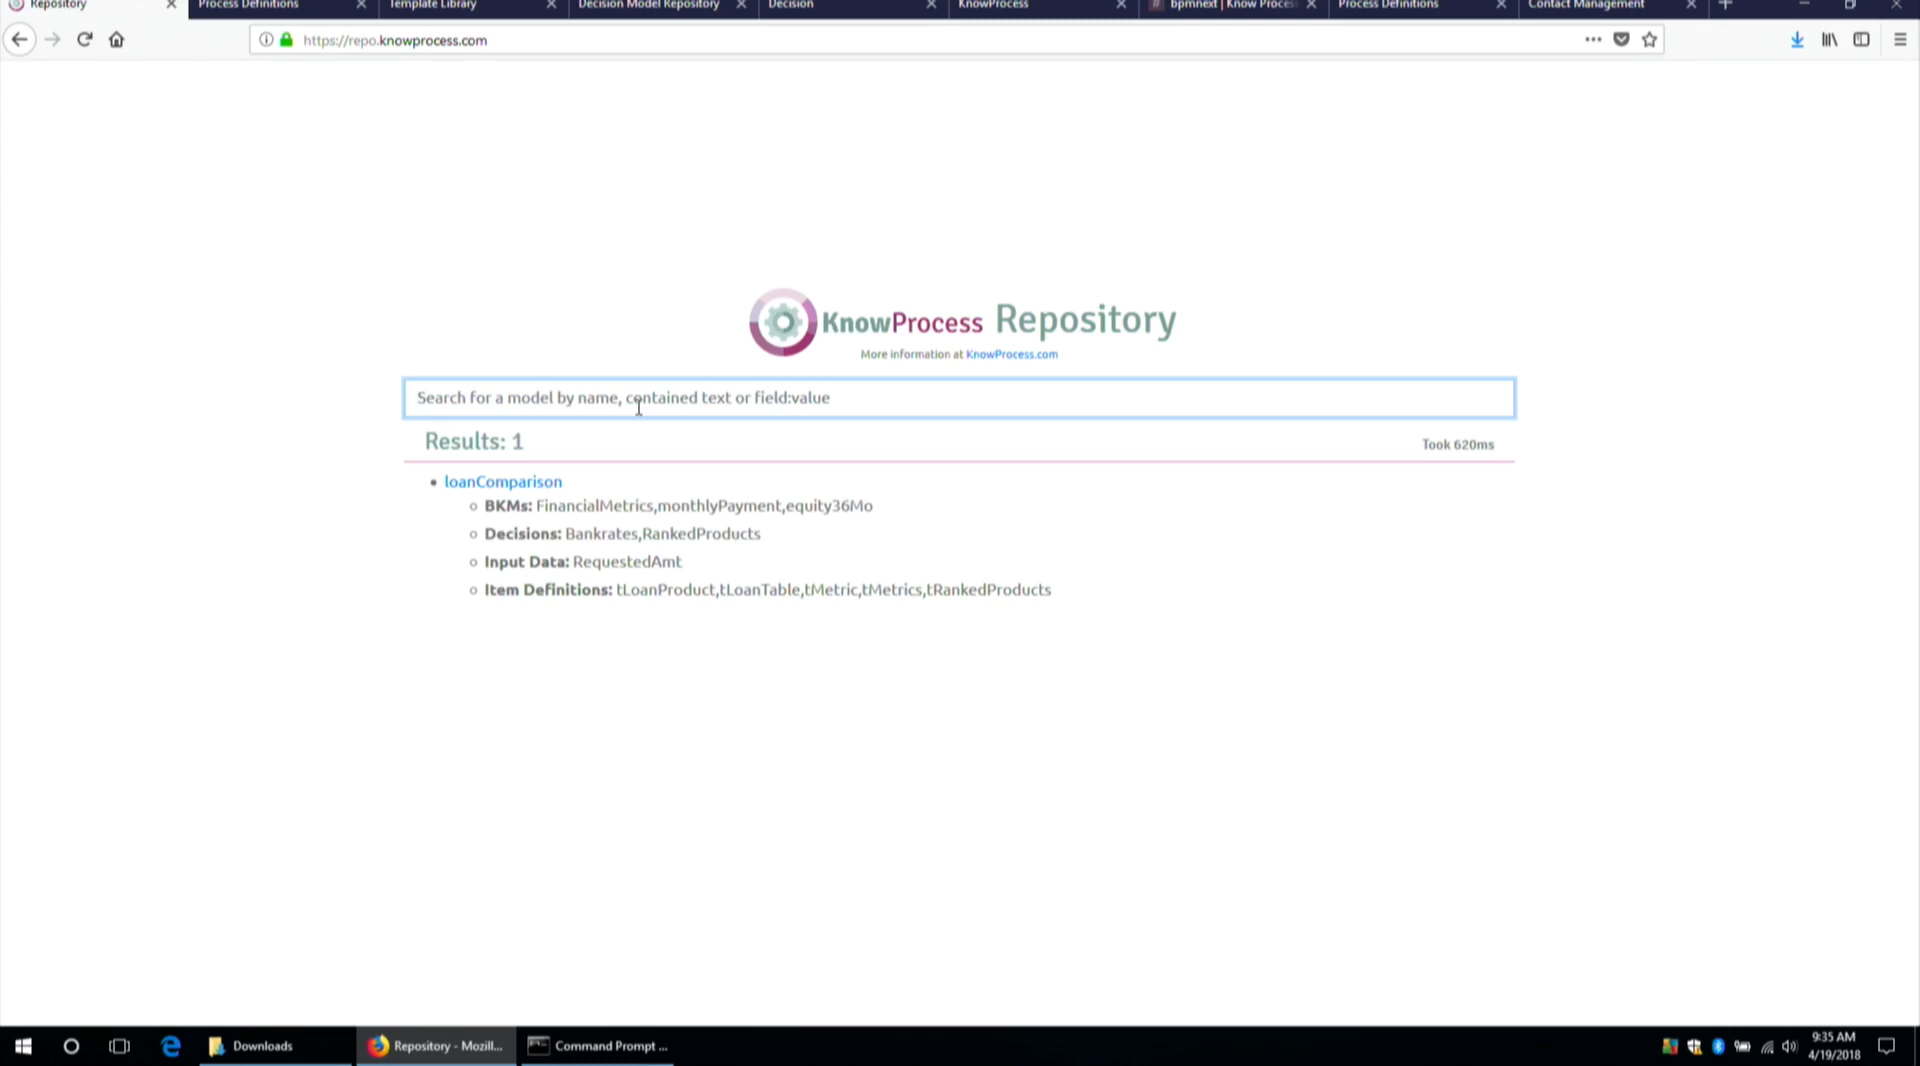 Repository
Process Definitions
Template Library
Decision Model Repository
Decision
KnowProcess
bpmnext | Know Process
Process Definitions
Contact Management
https://repo.knowprocess.com
KnowProcess Repository
More information at KnowProcess.com
Search for a model by name, contained text or field:value
Results: 1
Took 620ms
loanComparison
BKMs: FinancialMetrics,monthlyPayment,equity36Mo
Decisions: Bankrates,RankedProducts
Input Data: RequestedAmt
Item Definitions: tLoanProduct,tLoanTable,tMetric,tMetrics,tRankedProducts
Downloads
Repository - Mozill...
Command Prompt ...
9:35 AM
4/19/2018